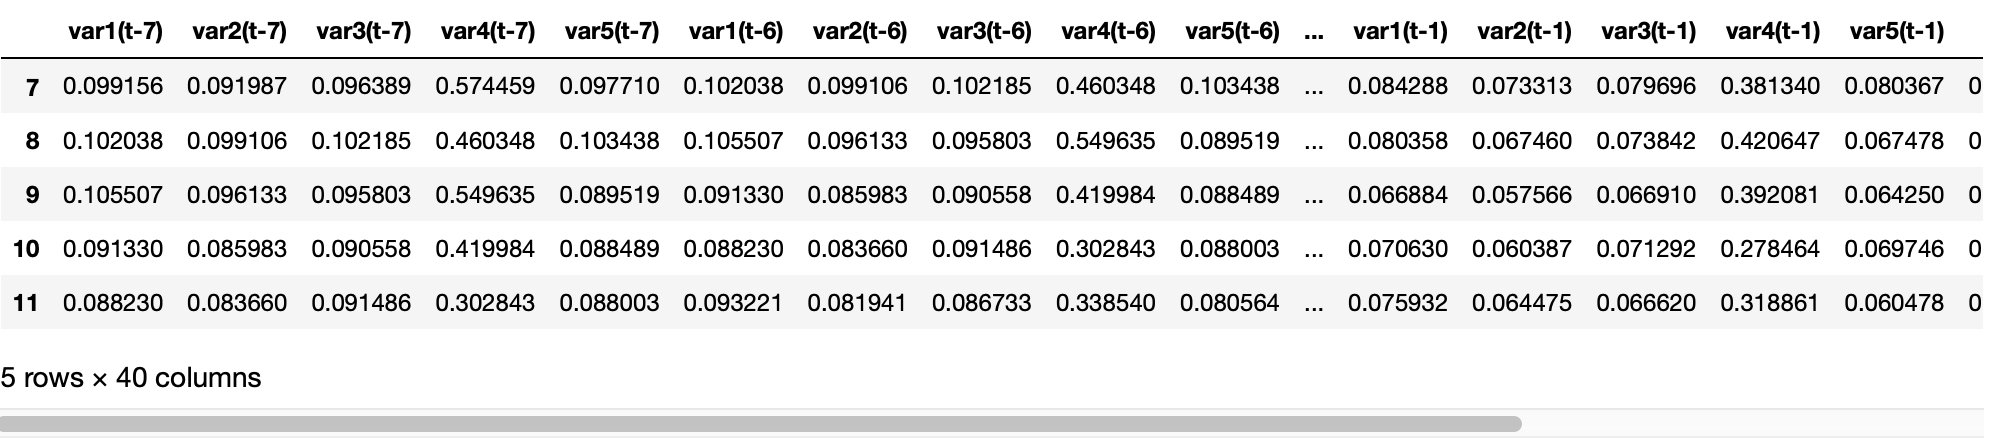 var1(t-7) var2(t-7) var3(t-7) var4(t-7) var5(t-7) var1(t-6) var2(t-6) var3(t-6) var4(t-6) var5(t-6) ... var1(t-1) var2(t-1) var3(t-1) var4(t-1) var5(t-1)
7 0.099156 0.091987 0.096389 0.574459 0.097710 0.102038 0.099106 0.102185 0.460348 0.103438 ... 0.084288 0.073313 0.079696 0.381340 0.080367 0
8 0.102038 0.099106 0.102185 0.460348 0.103438 0.105507 0.096133 0.095803 0.549635 0.089519 ... 0.080358 0.067460 0.073842 0.420647 0.067478 0
9 0.105507 0.096133 0.095803 0.549635 0.089519 0.091330 0.085983 0.090558 0.419984 0.088489 ... 0.066884 0.057566 0.066910 0.392081 0.064250 0
10 0.091330 0.085983 0.090558 0.419984 0.088489 0.088230 0.083660 0.091486 0.302843 0.088003 ... 0.070630 0.060387 0.071292 0.278464 0.069746 0
11 0.088230 0.083660 0.091486 0.302843 0.088003 0.093221 0.081941 0.086733 0.338540 0.080564 ... 0.075932 0.064475 0.066620 0.318861 0.060478 0
5 rows × 40 columns